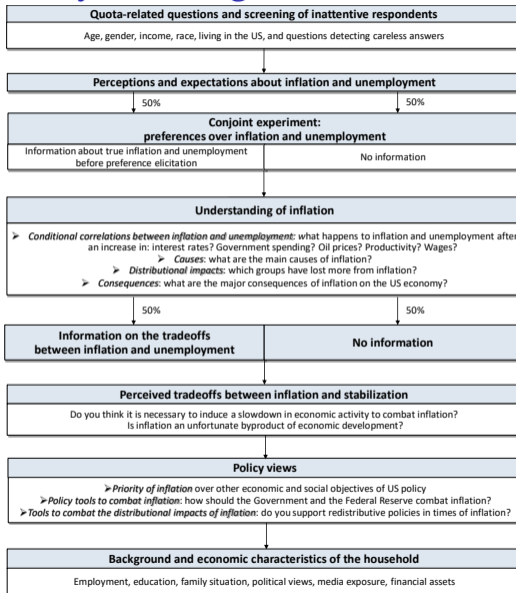 Quota-related questions and screening of inattentive respondents
Age, gender, income, race, living in the US, and questions detecting careless answers
Perceptions and expectations about inflation and unemployment
50%
50%
Conjoint experiment:
preferences over inflation and unemployment
Information about true inflation and unemployment
before preference elicitation
No information
Understanding of inflation
➢ Conditional correlations between inflation and unemployment: what happens to inflation and unemployment after
an increase in: interest rates? Government spending? Oil prices? Productivity? Wages?
➢ Causes: what are the main causes of inflation?
➢ Distributional impacts: which groups have lost more from inflation?
➢ Consequences: what are the major consequences of inflation on the US economy?
50%
50%
Information on the tradeoffs
between inflation and unemployment
No information
Perceived tradeoffs between inflation and stabilization
Do you think it is necessary to induce a slowdown in economic activity to combat inflation?
Is inflation an unfortunate byproduct of economic development?
Policy views
➢Priority of inflation over other economic and social objectives of US policy
➢Policy tools to combat inflation: how should the Government and the Federal Reserve combat inflation?
➢Tools to combat the distributional impacts of inflation: do you support redistributive policies in times of inflation?
Background and economic characteristics of the household
Employment, education, family situation, political views, media exposure, financial assets